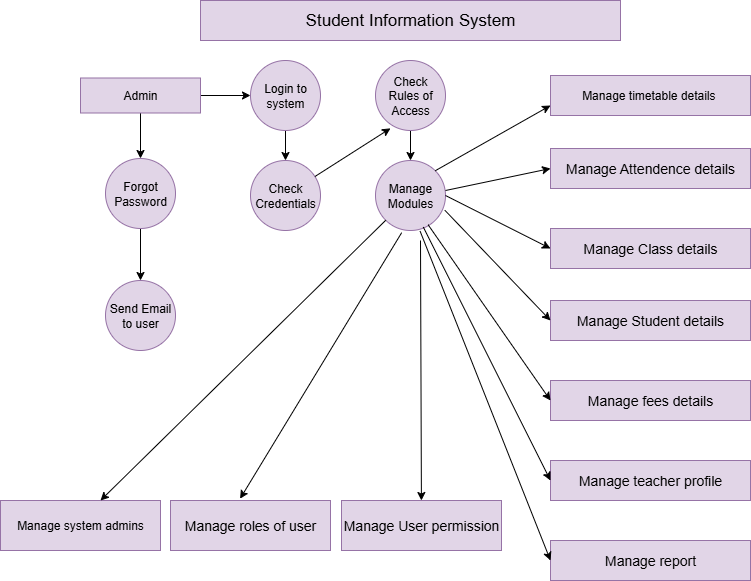 Student Information System
Admin
Login to
system
Check
Rules of
Access
Manage timetable details
Forgot
Password
Check
Credentials
Manage
Modules
Manage Attendence details
Manage Class details
Send Email
to user
Manage Student details
Manage fees details
Manage teacher profile
Manage system admins
Manage roles of user
Manage User permission
Manage report